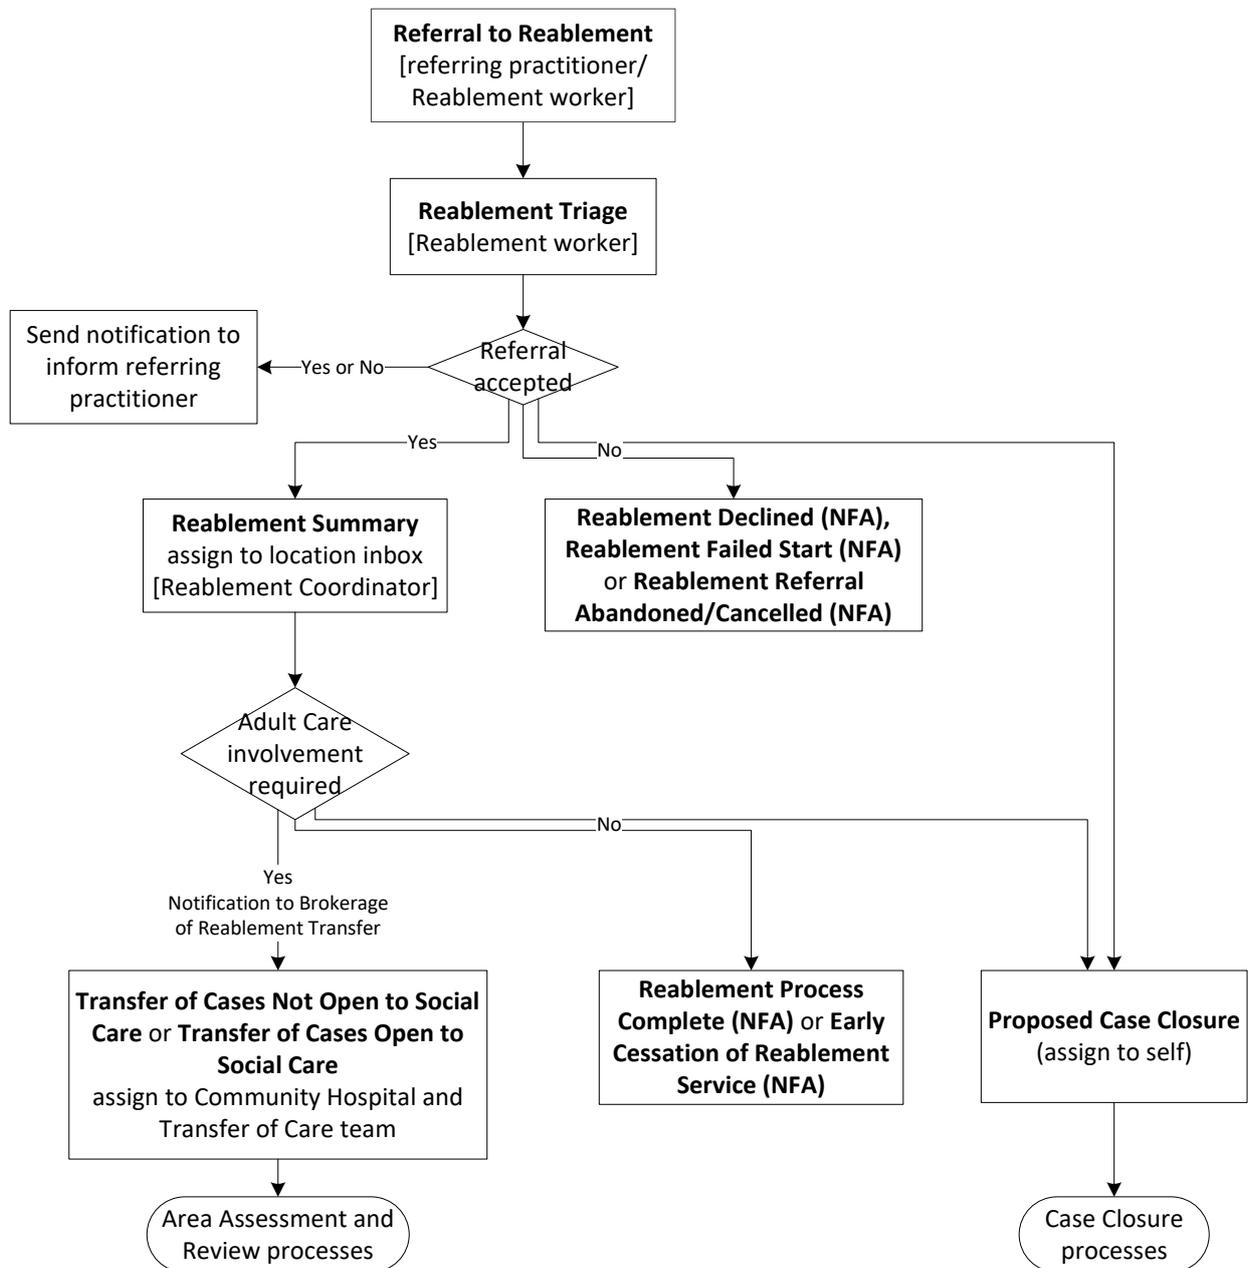 Referral to Reablement
[referring practitioner/
Reablement worker]
Reablement Triage
[Reablement worker]
Send notification to
inform referring
practitioner
Yes or No
Referral
accepted
Yes
No
Reablement Summary
assign to location inbox
[Reablement Coordinator]
Reablement Declined (NFA),
Reablement Failed Start (NFA)
or Reablement Referral
Abandoned/Cancelled (NFA)
Adult Care
involvement
required
No
Yes
Notification to Brokerage
of Reablement Transfer
Transfer of Cases Not Open to Social
Care or Transfer of Cases Open to
Social Care
assign to Community Hospital and
Transfer of Care team
Reablement Process
Complete (NFA) or Early
Cessation of Reablement
Service (NFA)
Proposed Case Closure
(assign to self)
Area Assessment and
Review processes
Case Closure
processes